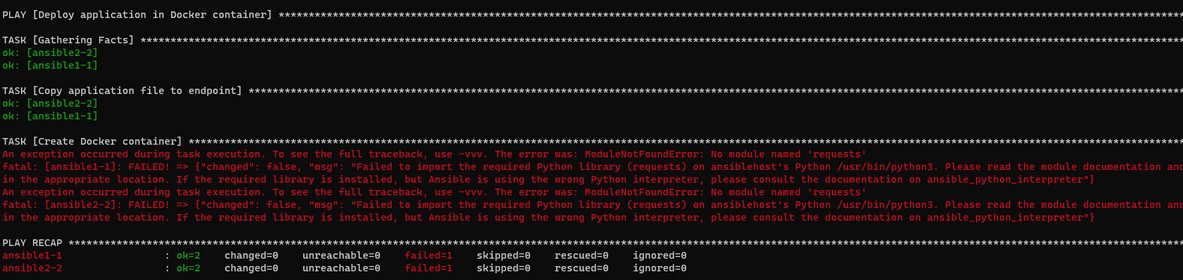 PLAY [Deploy application in Docker container] ******************************************************************************************************************************************************
TASK [Gathering Facts] *****************************************************************************************************************************************************************************
ok: [ansible2-2]
ok: [ansible1-1]
TASK [Copy application file to endpoint] ***********************************************************************************************************************************************************
ok: [ansible2-2]
ok: [ansible1-1]
TASK [Create Docker container] *********************************************************************************************************************************************************************
An exception occurred during task execution. To see the full traceback, use -vvv. The error was: ModuleNotFoundError: No module named 'requests'
fatal: [ansible1-1]: FAILED! => {"changed": false, "msg": "Failed to import the required Python library (requests) on ansiblehost's Python /usr/bin/python3. Please read the module documentation and
in the appropriate location. If the required library is installed, but Ansible is using the wrong Python interpreter, please consult the documentation on ansible_python_interpreter"}
An exception occurred during task execution. To see the full traceback, use -vvv. The error was: ModuleNotFoundError: No module named 'requests'
fatal: [ansible2-2]: FAILED! => {"changed": false, "msg": "Failed to import the required Python library (requests) on ansiblehost's Python /usr/bin/python3. Please read the module documentation and
in the appropriate location. If the required library is installed, but Ansible is using the wrong Python interpreter, please consult the documentation on ansible_python_interpreter"}
PLAY RECAP *****************************************************************************************************************************************************************************************
ansible1-1                 : ok=2    changed=0    unreachable=0    failed=1    skipped=0    rescued=0    ignored=0
ansible2-2                 : ok=2    changed=0    unreachable=0    failed=1    skipped=0    rescued=0    ignored=0